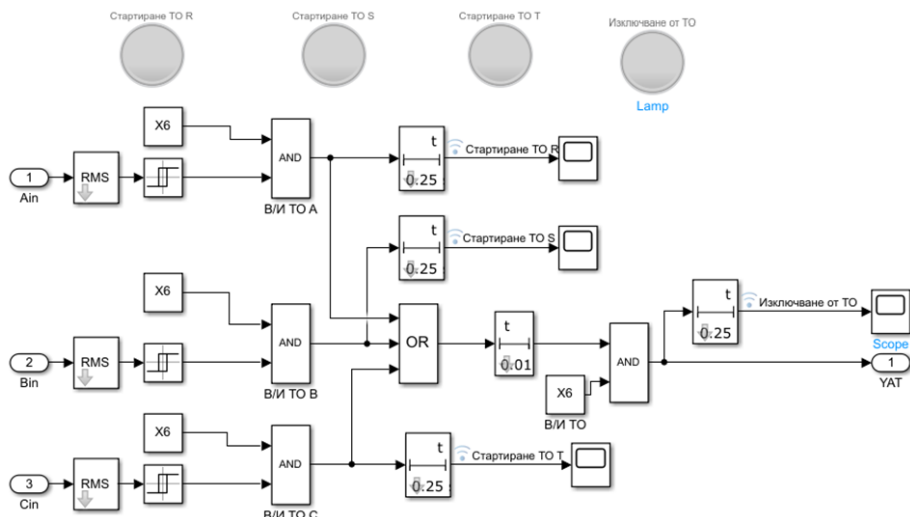 Стартиране ТО R
Стартиране ТО S
Стартиране ТО T
Изключване от ТО
Lamp
X6
AND
t
0.25
Стартиране ТО R
1
Ain
RMS
В/И ТО A
t
0.25
Стартиране ТО S
X6
AND
OR
t
0.01
AND
t
0.25
Изключване от ТО
Scope
2
Bin
RMS
В/И ТО B
X6
В/И ТО
1
YAT
X6
AND
t
0.25
Стартиране ТО T
3
Cin
RMS
В/И ТО C